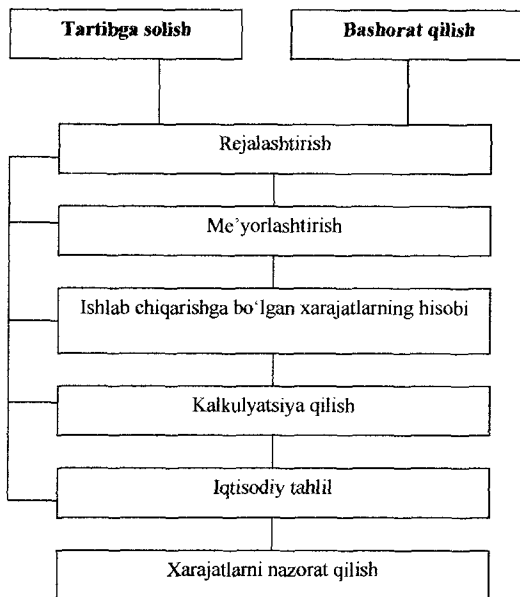 Tartibga solish
Bashorat qilish
Rejalashtirish
Me’yorlashtirish
Ishlab chiqarishga bo‘lgan xarajatlarning hisobi
Kalkulyatsiya qilish
Iqtisodiy tahlil
Xarajatlarni nazorat qilish